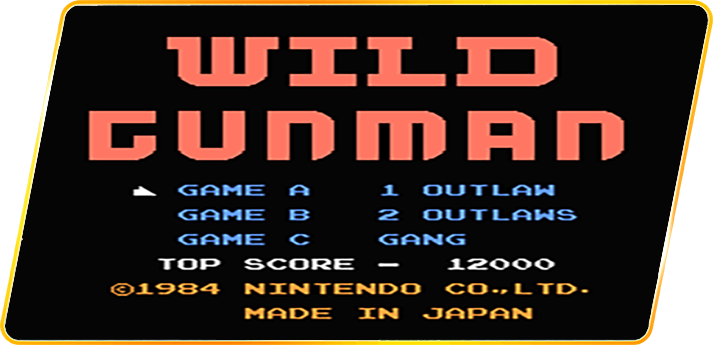 WILD
GUNMAN
GAME A 1 OUTLAW
GAME B 2 OUTLAWS
GAME C GANG
TOP SCORE - 12000
©1984 NINTENDO CO.,LTD.
MADE IN JAPAN